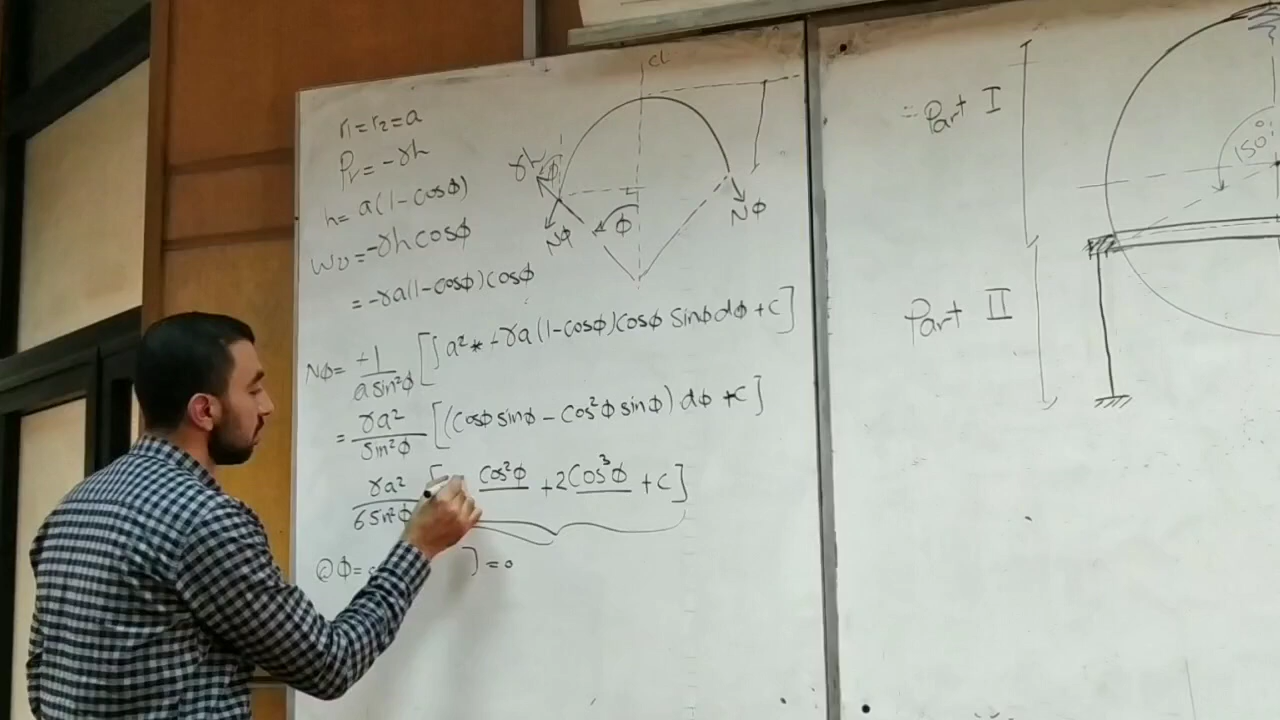 r1 = r2 = a
Pr = -γh
h = a(1-cosϕ)
wv = -γh cosϕ
= -γa(1-cosϕ)cosϕ
Nϕ = +1 / a sin²ϕ [∫ a² * +γa (1-cosϕ) cosϕ sinϕ dϕ + C]
= γa² / sin²ϕ [(cosϕ sinϕ - cos²ϕ sinϕ) dϕ + C]
γa² / 6 sin²ϕ [ cos²ϕ + 2 cos³ϕ + C]
@ ϕ = ] = 0
CL
γh
ϕ
Nϕ
ϕ
Nϕ
= Part I
150°
Part II